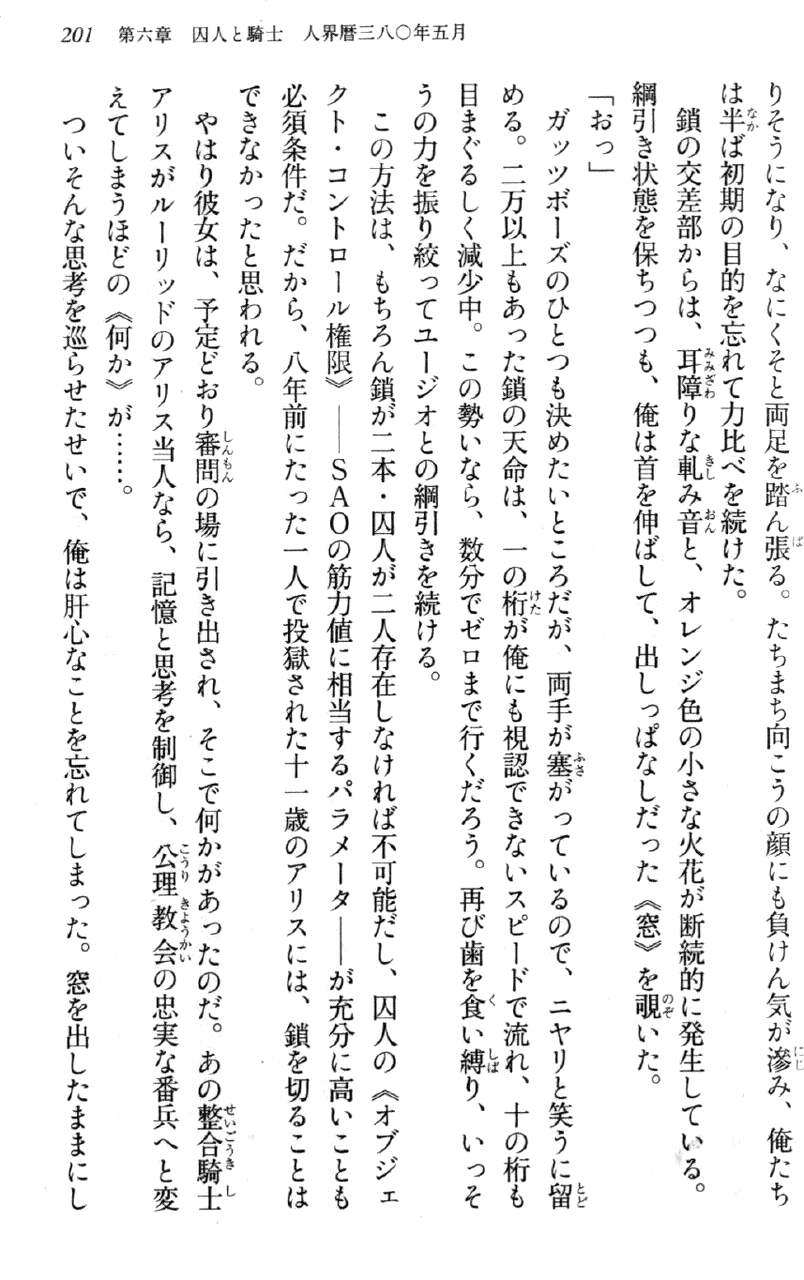 201　第六章　囚人と騎士　人界暦三八〇年五月
りそうになり、なにくそと両足を踏ん張る。たちまち向こうの顔にも負けん気が滲み、俺たち
は半ば初期の目的を忘れて力比べを続けた。
　鎖の交差部からは、耳障りな軋み音と、オレンジ色の小さな火花が断続的に発生している。
綱引き状態を保ちつつも、俺は首を伸ばして、出しっぱなしだった《窓》を覗いた。
「おっ」
　ガッツポーズのひとつも決めたいところだが、両手が塞がっているので、ニヤリと笑うに留
める。二万以上もあった鎖の天命は、一の桁が俺にも視認できないスピードで流れ、十の桁も
目まぐるしく減少中。この勢いなら、数分でゼロまで行くだろう。再び歯を食い縛り、いっそ
うの力を振り絞ってユージオとの綱引きを続ける。
　この方法は、もちろん鎖が二本・囚人が二人存在しなければ不可能だし、囚人の《オブジェ
クト・コントロール権限》――SAOの筋力値に相当するパラメータ――が充分に高いことも
必須条件だ。だから、八年前にたった一人で投獄された十一歳のアリスには、鎖を切ることは
できなかったと思われる。
　やはり彼女は、予定どおり審問の場に引き出され、そこで何かがあったのだ。あの整合騎士
アリスがルーリッドのアリス当人なら、記憶と思考を制御し、公理教会の忠実な番兵へと変
えてしまうほどの《何か》が……。
　ついそんな思考を巡らせたせいで、俺は肝心なことを忘れてしまった。窓を出したままにし